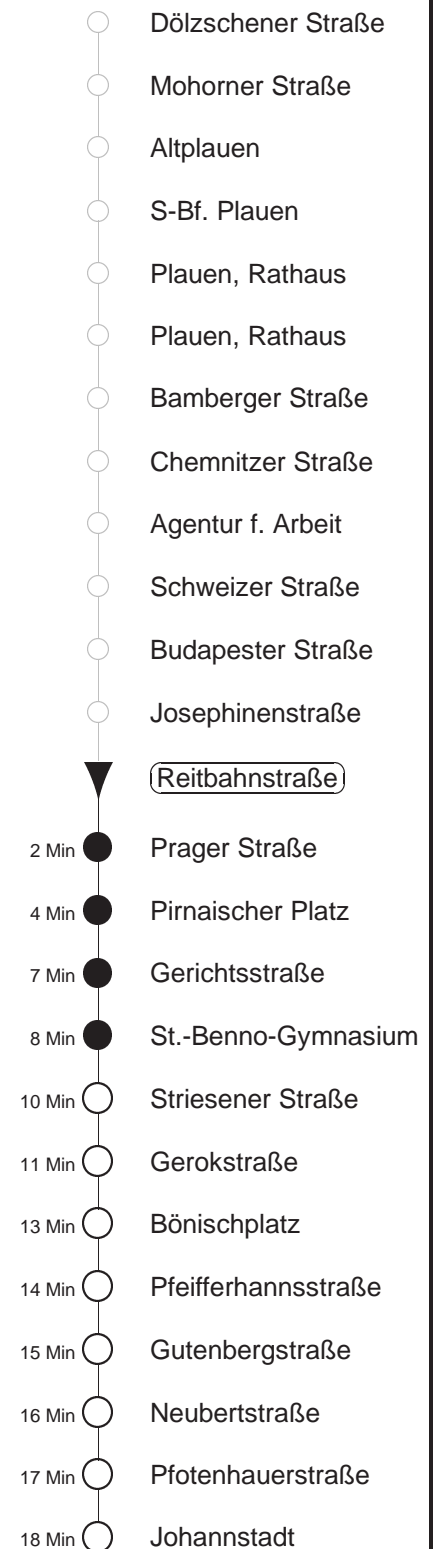 Dölzschener Straße
Mohorner Straße
Altplauen
S-Bf. Plauen
Plauen, Rathaus
Plauen, Rathaus
Bamberger Straße
Chemnitzer Straße
Agentur f. Arbeit
Schweizer Straße
Budapester Straße
Josephinenstraße
Reitbahnstraße
2 Min Prager Straße
4 Min Pirnaischer Platz
7 Min Gerichtsstraße
8 Min St.-Benno-Gymnasium
10 Min Striesener Straße
11 Min Gerokstraße
13 Min Bönischplatz
14 Min Pfeifferhannsstraße
15 Min Gutenbergstraße
16 Min Neubertstraße
17 Min Pfotenhauerstraße
18 Min Johannstadt